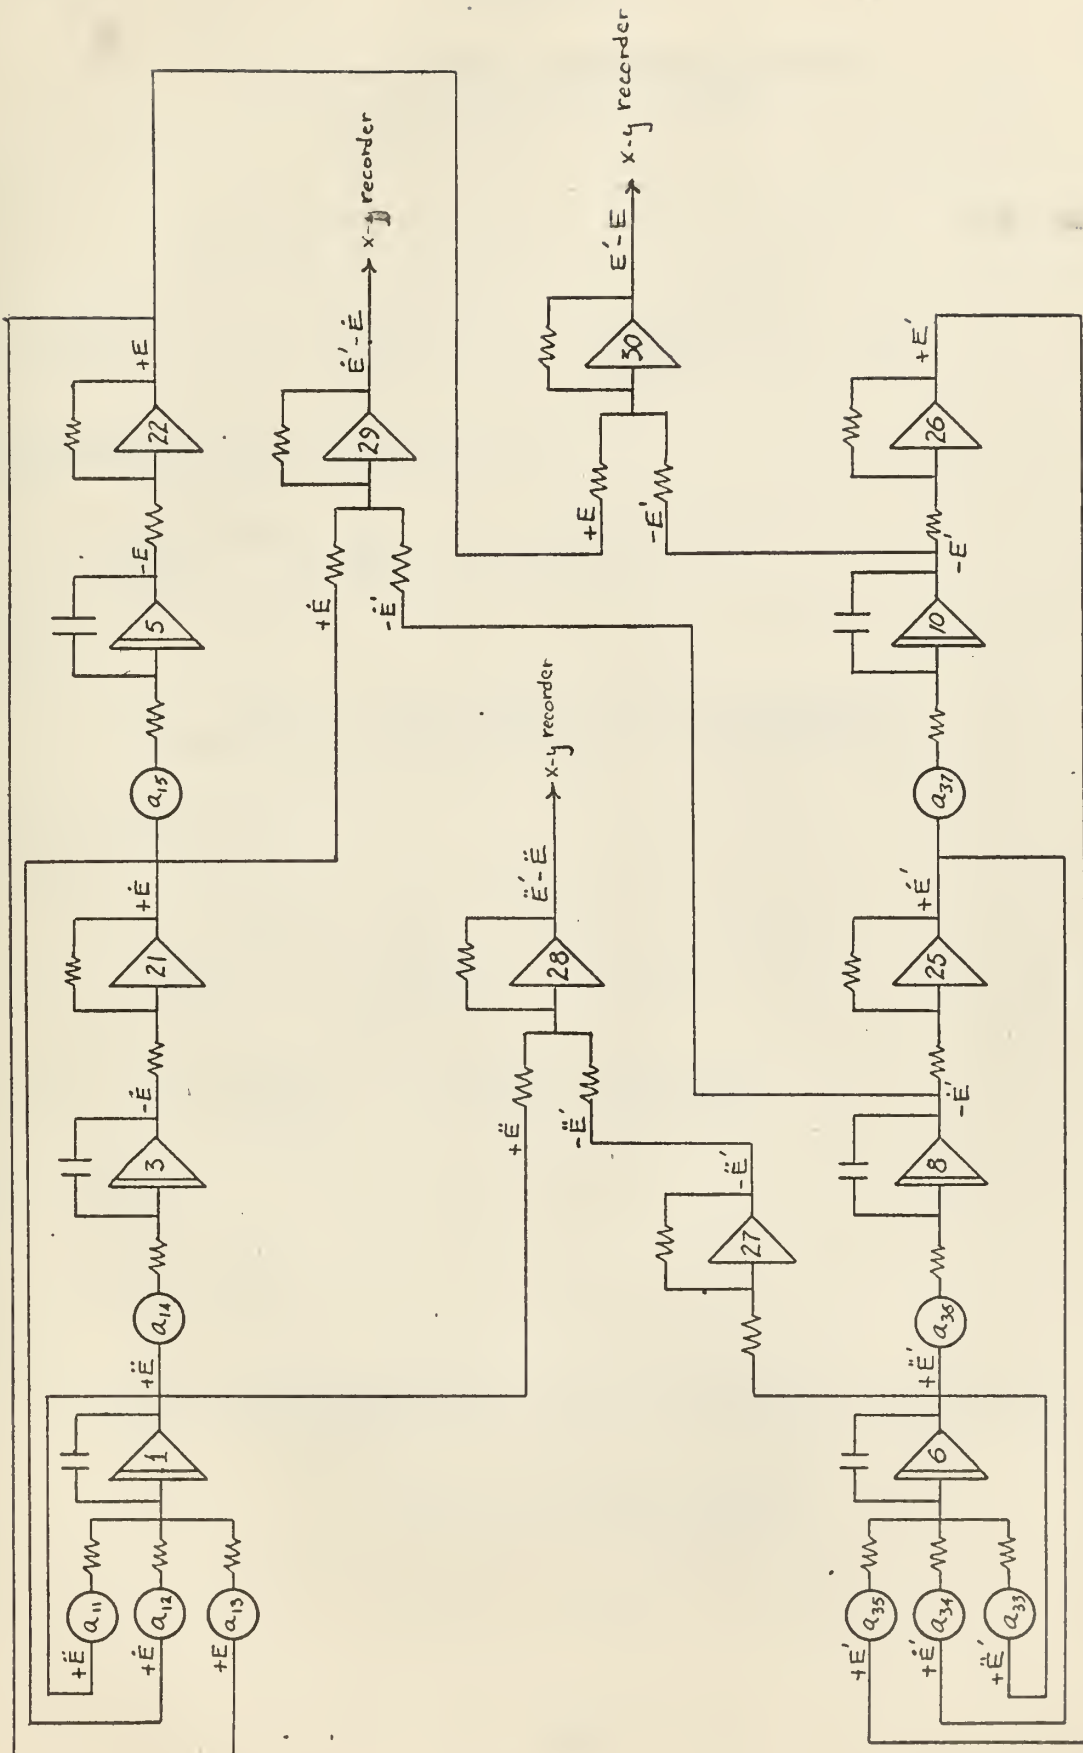 +Ë
a11
+Ė
a12
+E
a13
1
+Ë
a14
3
-Ė
21
+Ė
a15
5
-E
22
+E
+Ė
-Ė'
29
Ė'-Ė
x-y recorder
+E
-E'
30
E'-E
x-y recorder
+Ë
-Ë'
28
Ë'-Ë
x-y recorder
27
-Ë'
+E'
a35
+Ė'
a34
+Ë'
a33
6
+Ë'
a36
8
-Ė'
25
+Ė'
a37
10
-E'
26
+E'